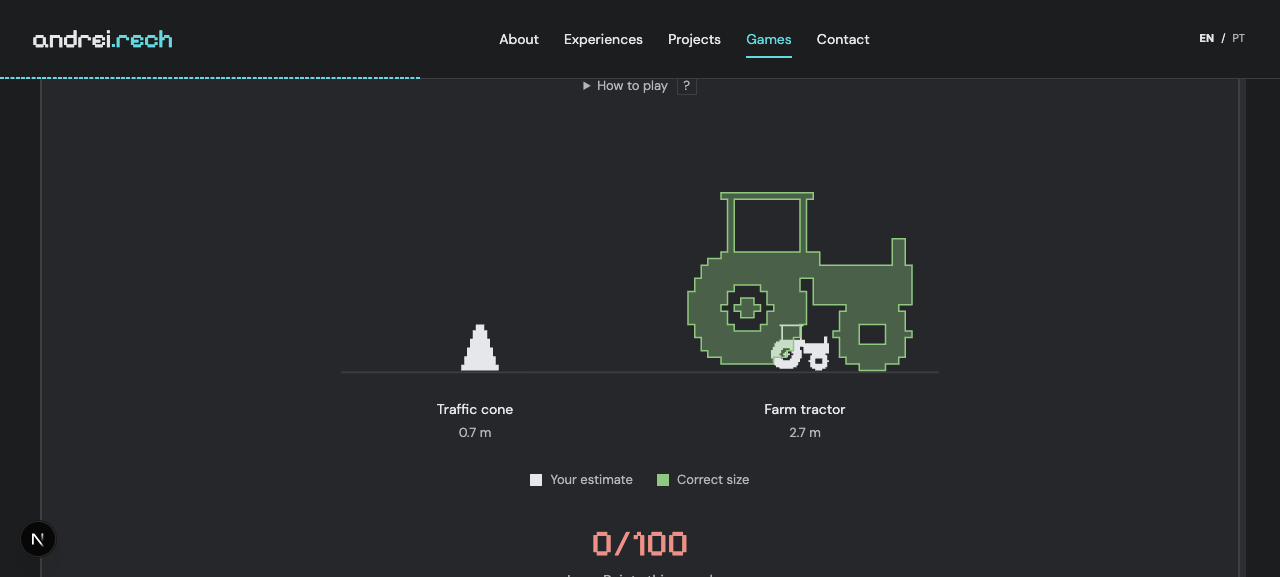 andrei.rech
About
Experiences
Projects
Games
Contact
EN / PT
▶ How to play ?
Traffic cone
0.7 m
Farm tractor
2.7 m
Your estimate
Correct size
N
0/100